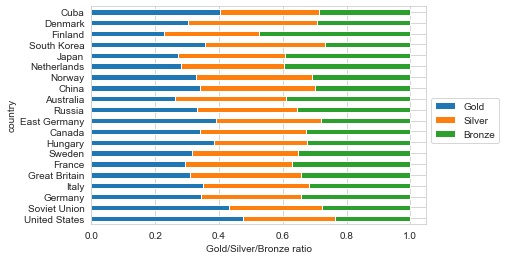 Cuba
Denmark
Finland
South Korea
Japan
Netherlands
Norway
China
Australia
Russia
East Germany
Canada
Hungary
Sweden
France
Great Britain
Italy
Germany
Soviet Union
United States
country
Gold
Silver
Bronze
0.0 0.2 0.4 0.6 0.8 1.0
Gold/Silver/Bronze ratio